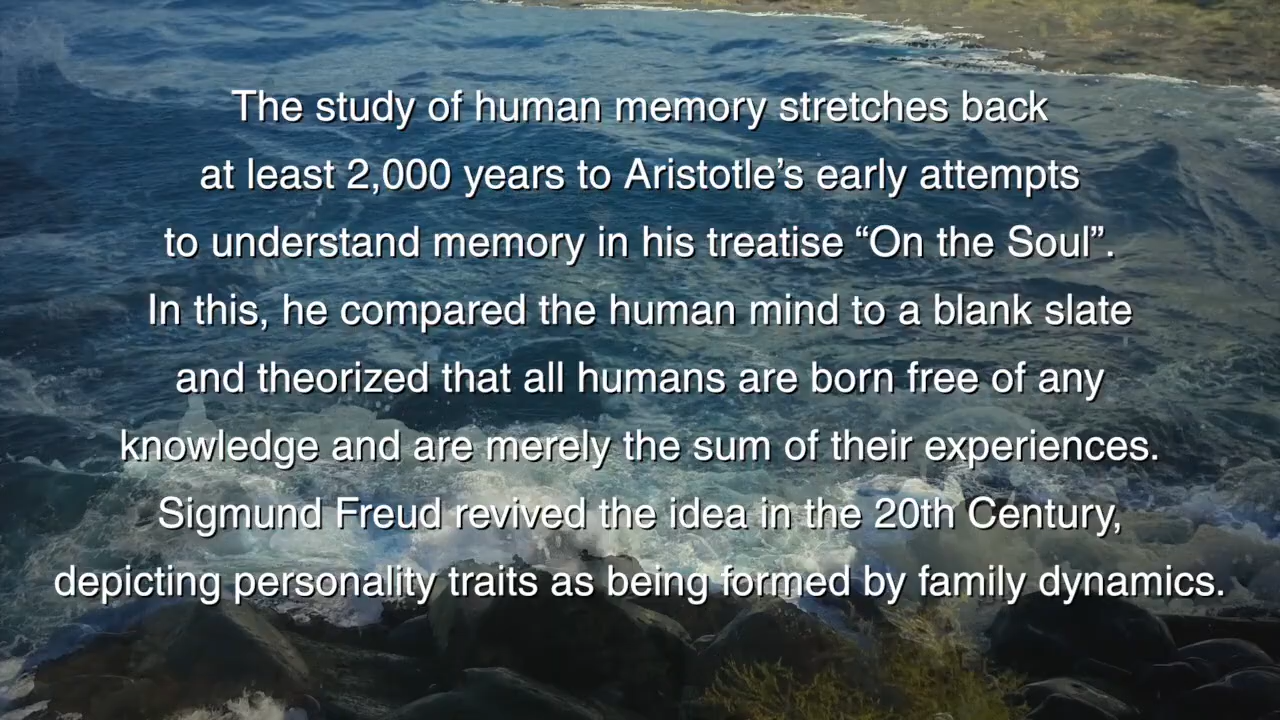 The study of human memory stretches back
at least 2,000 years to Aristotle’s early attempts
to understand memory in his treatise “On the Soul”.
In this, he compared the human mind to a blank slate
and theorized that all humans are born free of any
knowledge and are merely the sum of their experiences.
Sigmund Freud revived the idea in the 20th Century,
depicting personality traits as being formed by family dynamics.